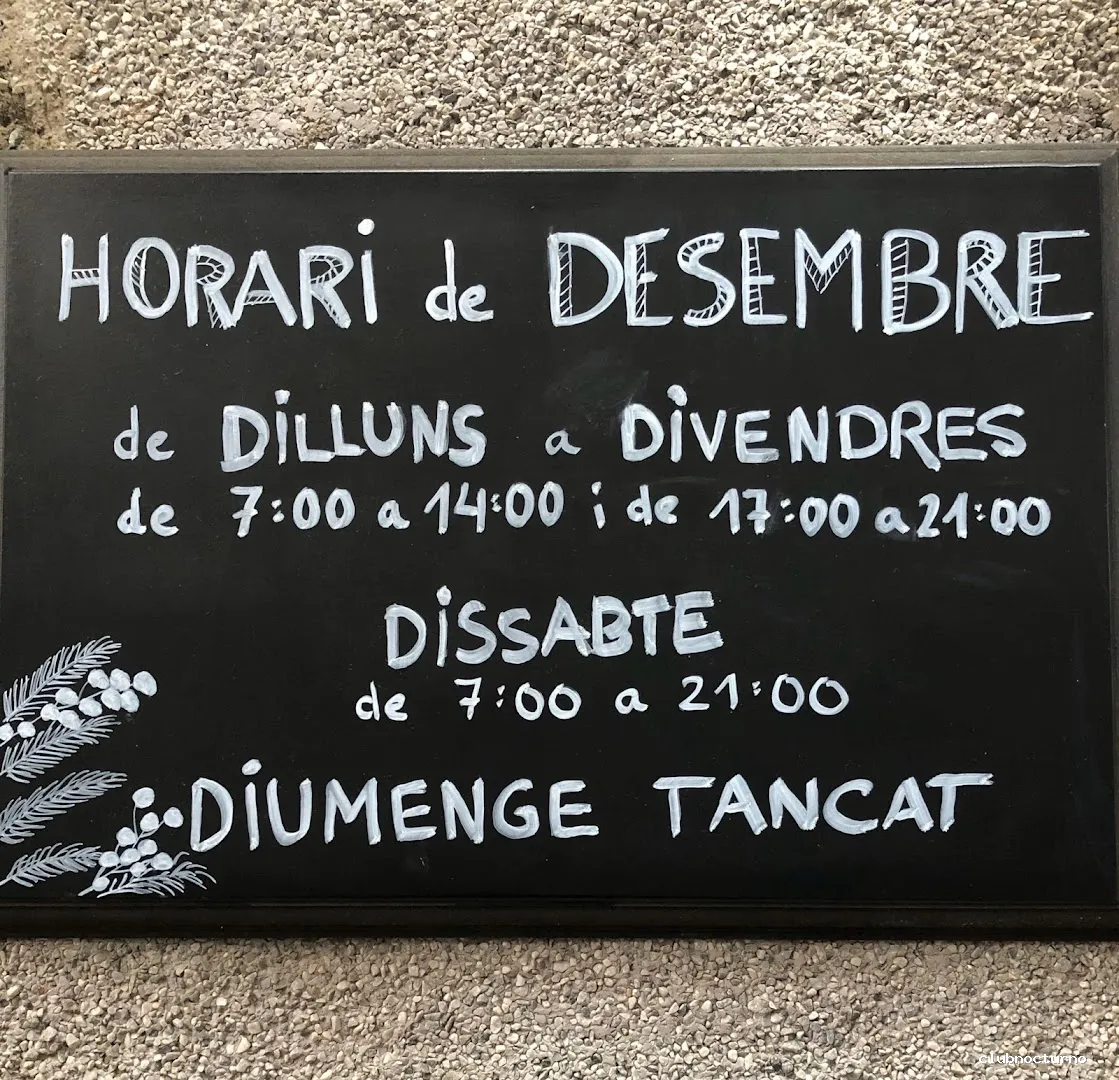 HORARi de DESEMBRE
de DiLLUNS a DiVENDRES
de 7:00 a 14:00 i de 17:00 a 21:00
DiSSABTE
de 7:00 a 21:00
DiUMENGE TANCAT
clubnocturno